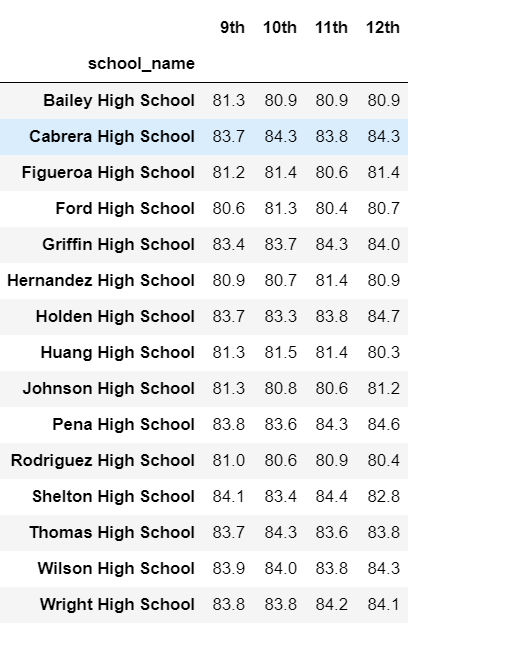 9th 10th 11th 12th
school_name
Bailey High School 81.3 80.9 80.9 80.9
Cabrera High School 83.7 84.3 83.8 84.3
Figueroa High School 81.2 81.4 80.6 81.4
Ford High School 80.6 81.3 80.4 80.7
Griffin High School 83.4 83.7 84.3 84.0
Hernandez High School 80.9 80.7 81.4 80.9
Holden High School 83.7 83.3 83.8 84.7
Huang High School 81.3 81.5 81.4 80.3
Johnson High School 81.3 80.8 80.6 81.2
Pena High School 83.8 83.6 84.3 84.6
Rodriguez High School 81.0 80.6 80.9 80.4
Shelton High School 84.1 83.4 84.4 82.8
Thomas High School 83.7 84.3 83.6 83.8
Wilson High School 83.9 84.0 83.8 84.3
Wright High School 83.8 83.8 84.2 84.1